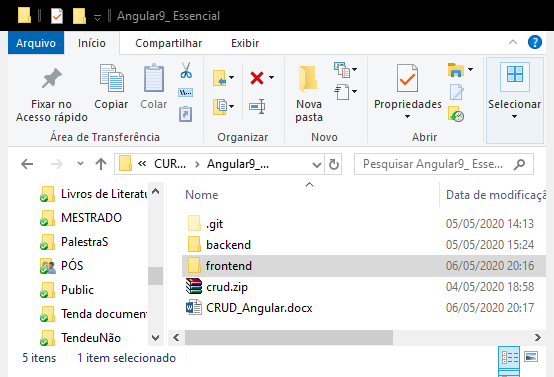 Angular9_ Essencial
Arquivo Início Compartilhar Exibir
Fixar no Acesso rápido
Copiar
Colar
Nova pasta
Propriedades
Selecionar
Área de Transferência Organizar Novo Abrir
« CUR... > Angular9_...
Pesquisar Angular9_ Esse...
Livros de Literatu
MESTRADO
PalestraS
PÓS
Public
Tenda document
TendeuNão
Nome Data de modificaçã
.git 05/05/2020 14:13
backend 05/05/2020 15:24
frontend 06/05/2020 20:16
crud.zip 04/05/2020 18:58
CRUD_Angular.docx 06/05/2020 20:17
5 itens 1 item selecionado